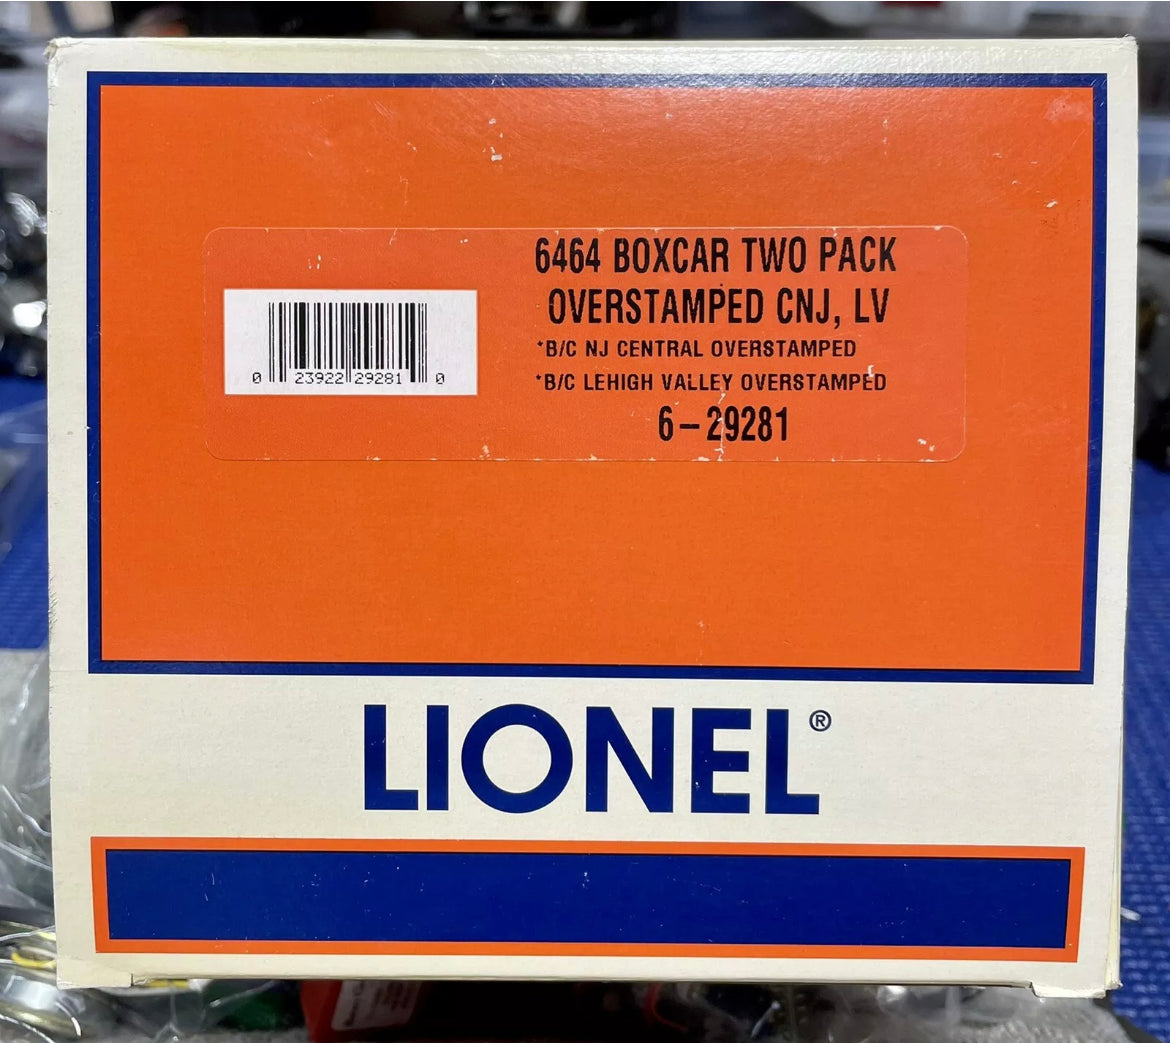 6464 BOXCAR TWO PACK
OVERSTAMPED CNJ, LV
*B/C NJ CENTRAL OVERSTAMPED
*B/C LEHIGH VALLEY OVERSTAMPED
6-29281
0 23922 29281 0
LIONEL®